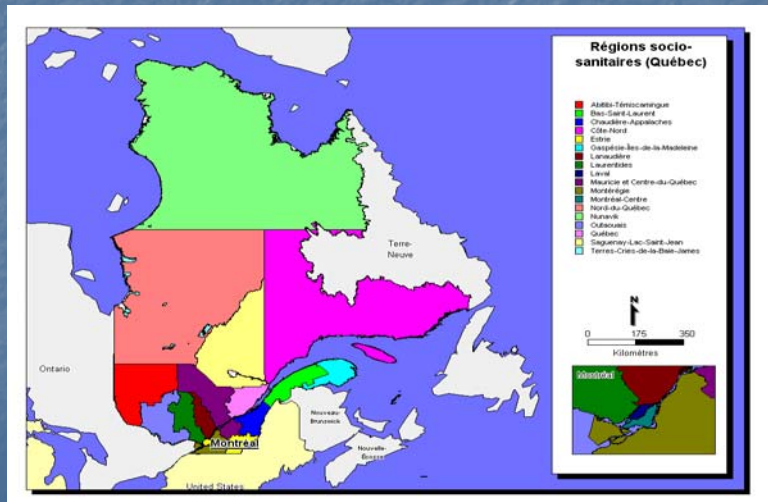 Régions socio-
sanitaires (Québec)
Abitibi-Témiscamingue
Bas-Saint-Laurent
Chaudière-Appalaches
Côte-Nord
Estrie
Gaspésie-Îles-de-la-Madeleine
Lanaudière
Laurentides
Laval
Mauricie et Centre-du-Québec
Montérégie
Montréal-Centre
Nord-du-Québec
Nunavik
Outaouais
Québec
Saguenay-Lac-Saint-Jean
Terres-Cries-de-la-Baie-James
N
0 175 350
Kilomètres
Montréal
Terre-
Neuve
Ontario
Nouveau-
Brunswick
Nouvelle-
Écosse
Montréal
United States